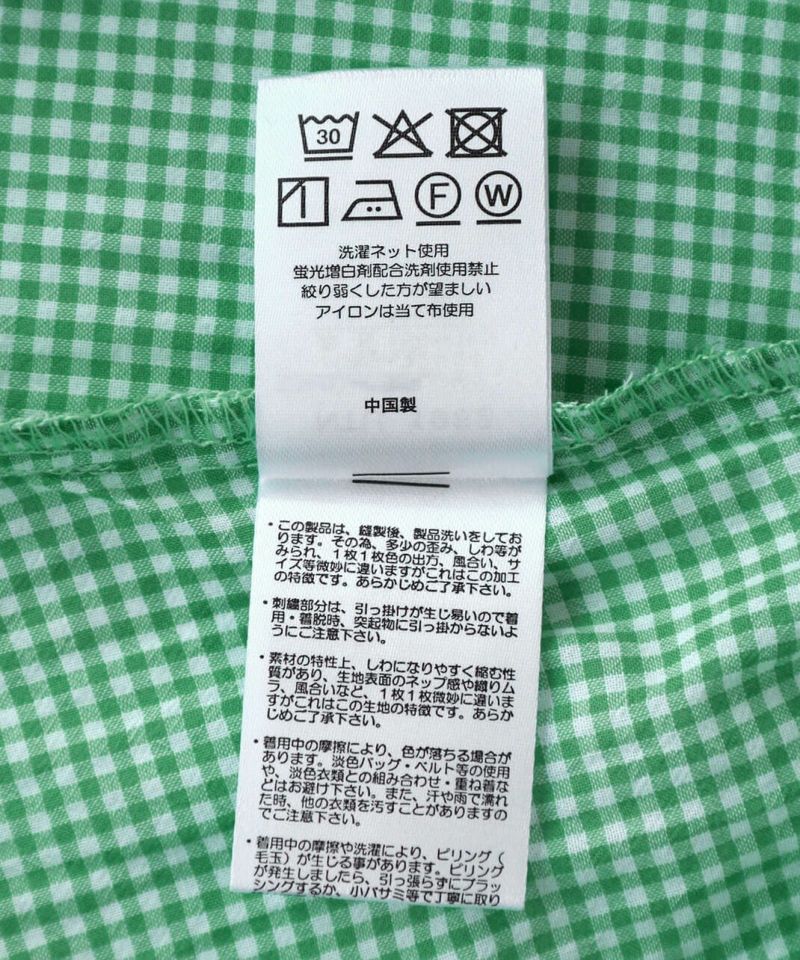 30
F W
洗濯ネット使用
蛍光増白剤配合洗剤使用禁止
絞り弱くした方が望ましい
アイロンは当て布使用
中国製
・この製品は、縫製後、製品洗いをしてお
ります。その為、多少の歪み、しわ等が
みられ、1枚1枚色の出方、風合い、サ
イズ等微妙に違いますがこれはこの加工
の特徴です。あらかじめご了承下さい。
・刺繍部分は、引っ掛けが生じ易いので着
用・着脱時、突起物に引っ掛からないよ
うにご注意下さい。
・素材の特性上、しわになりやすく縮む性
質があり、生地表面のネップ感や織りム
ラ、風合いなど、1枚1枚微妙に違いま
すがこれはこの生地の特徴です。あらか
じめご了承下さい。
・着用中の摩擦により、色が落ちる場合が
あります。淡色バッグ・ベルト等の使用
や、淡色衣類との組み合わせ・重ね着な
どはお避け下さい。また、汗や雨で濡れ
た時、他の衣類を汚すことがありますの
でご注意下さい。
・着用中の摩擦や洗濯により、ピリング（
毛玉）が生じる事があります。ピリング
が発生しましたら、引っ張らずにブラッ
シングするか、小バサミ等で丁寧に取り